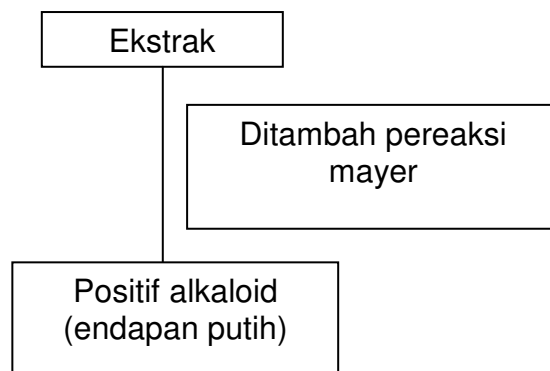 Ekstrak
Ditambah pereaksi
mayer
Positif alkaloid
(endapan putih)